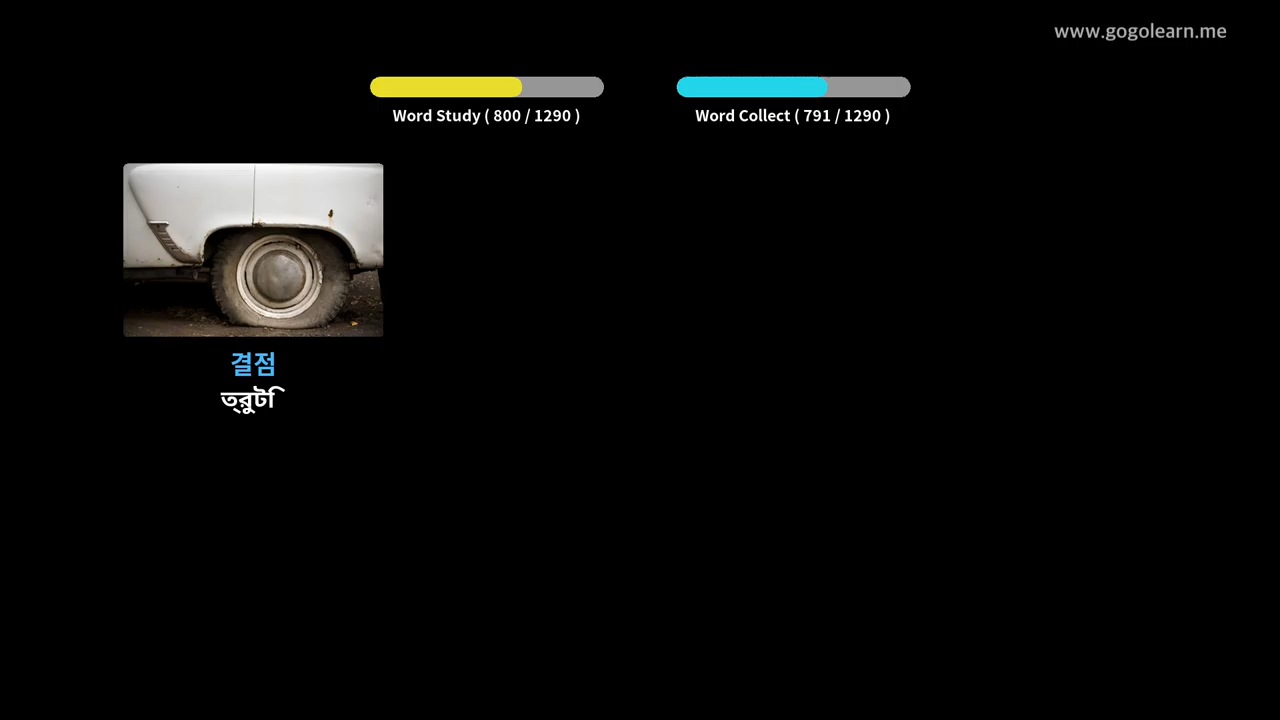 www.gogolearn.me
Word Study ( 800 / 1290 )
Word Collect ( 791 / 1290 )
결점
ত্রুটি